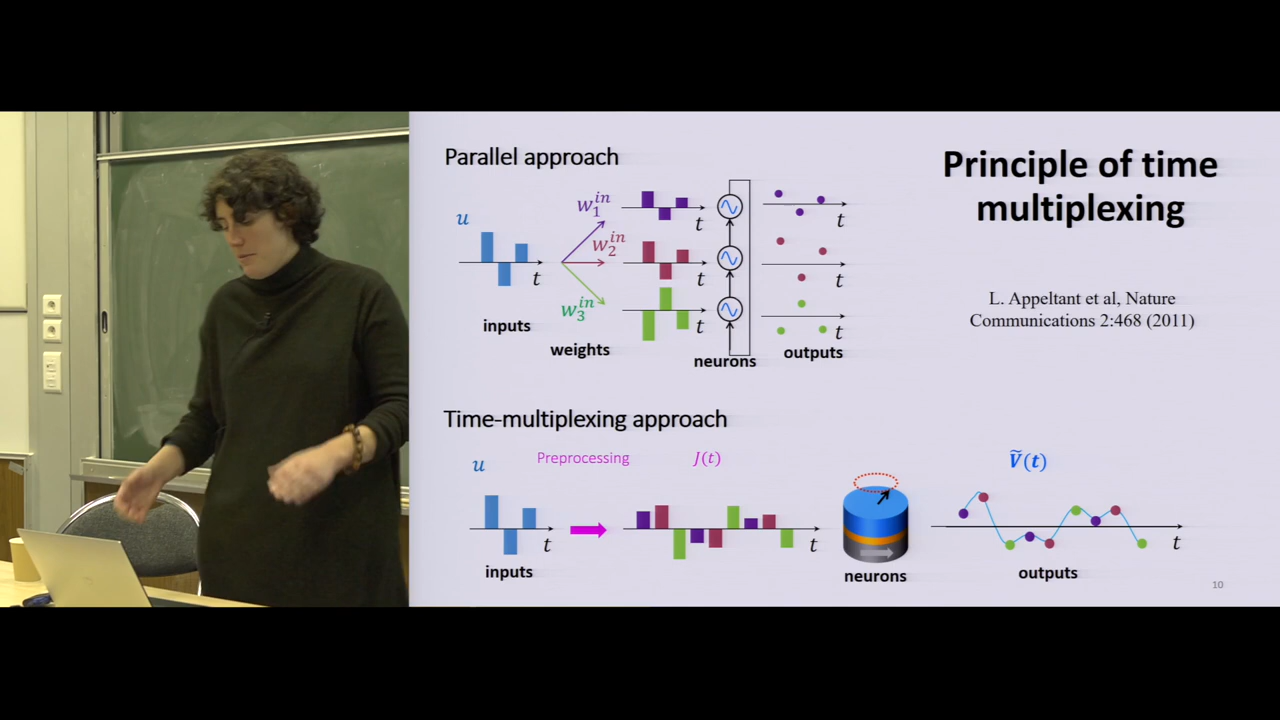 Parallel approach
Principle of time
multiplexing
u
t
inputs
w₁ⁱⁿ
w₂ⁱⁿ
w₃ⁱⁿ
weights
t
t
t
neurons
t
t
t
outputs
L. Appeltant et al, Nature
Communications 2:468 (2011)
Time-multiplexing approach
u
Preprocessing
J(t)
Ṽ(t)
t
inputs
t
neurons
t
outputs
10